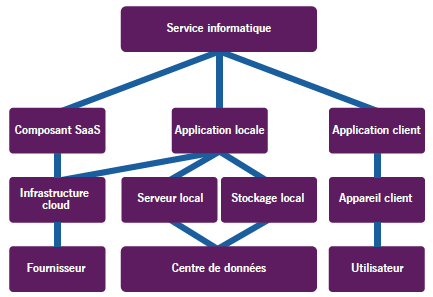 Service informatique
Composant SaaS
Application locale
Application client
Infrastructure
cloud
Serveur local
Stockage local
Appareil client
Fournisseur
Centre de données
Utilisateur